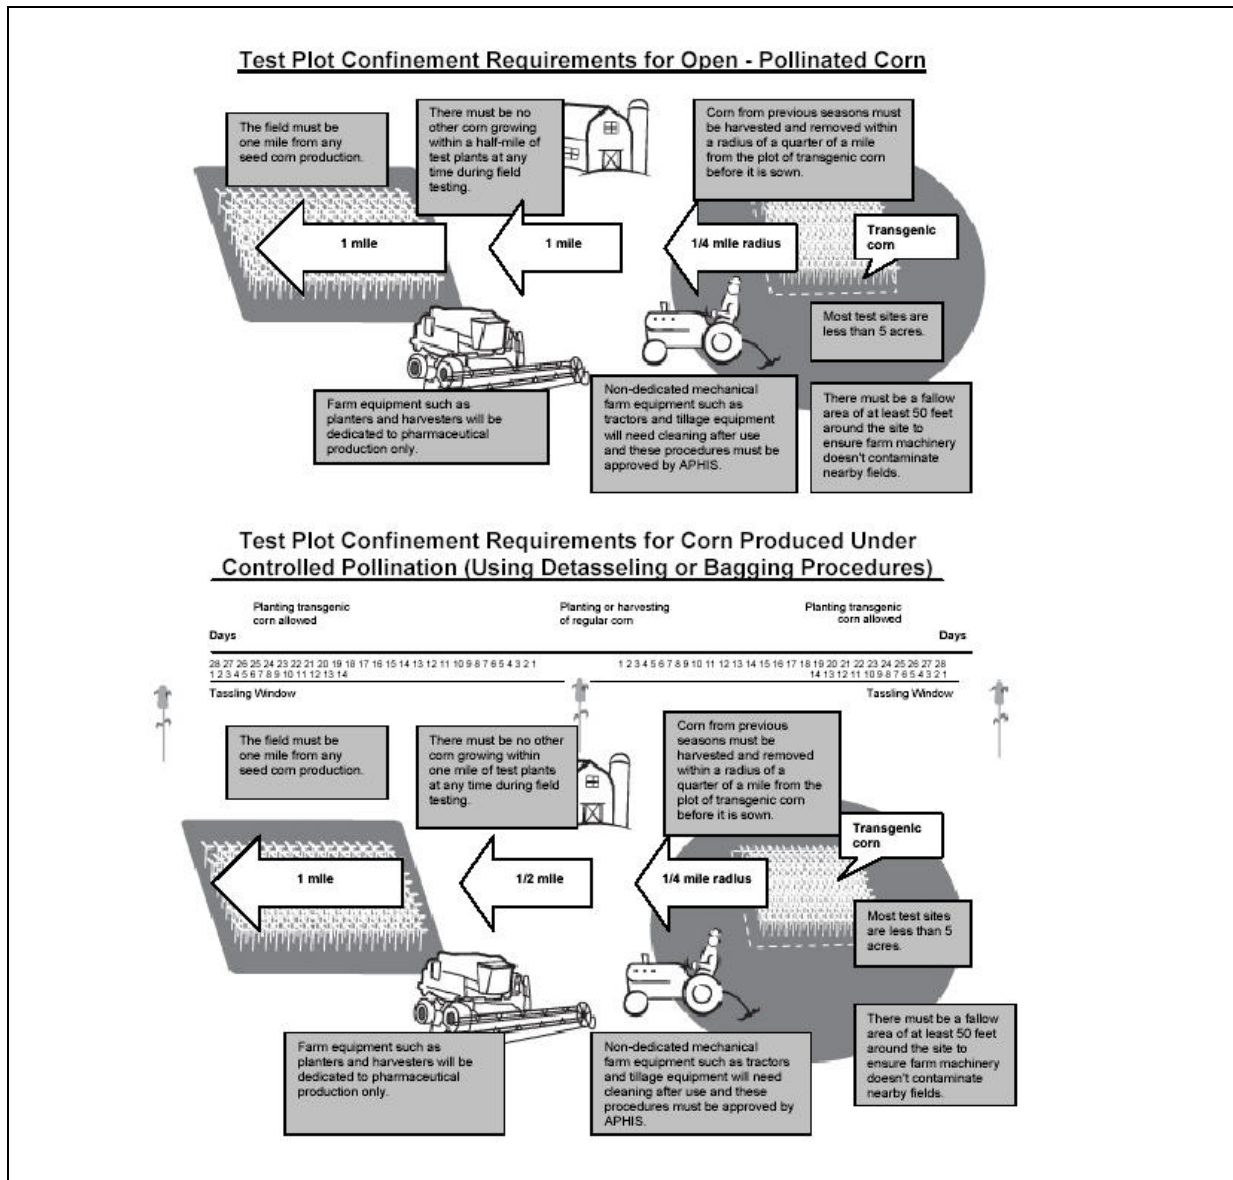 Test Plot Confinement Requirements for Open - Pollinated Corn
The field must be
one mile from any
seed corn production.
There must be no
other corn growing
within a half-mile of
test plants at any
time during field
testing.
Corn from previous seasons must
be harvested and removed within
a radius of a quarter of a mile
from the plot of transgenic corn
before it is sown.
1 mile
1 mile
1/4 mile radius
Transgenic
corn
Most test sites are
less than 5 acres.
Farm equipment such as
planters and harvesters will be
dedicated to pharmaceutical
production only.
Non-dedicated mechanical
farm equipment such as
tractors and tillage equipment
will need cleaning after use
and these procedures must be
approved by APHIS.
There must be a fallow
area of at least 50 feet
around the site to
ensure farm machinery
doesn't contaminate
nearby fields.
Test Plot Confinement Requirements for Corn Produced Under
Controlled Pollination (Using Detasseling or Bagging Procedures)
Planting transgenic
corn allowed
Planting or harvesting
of regular corn
Planting transgenic
corn allowed
Days
Days
28 27 26 25 24 23 22 21 20 19 18 17 16 15 14 13 12 11 10 9 8 7 6 5 4 3 2 1
1 2 3 4 5 6 7 8 9 10 11 12 13 14 15 16 17 18 19 20 21 22 23 24 25 26 27 28
1 2 3 4 5 6 7 8 9 10 11 12 13 14
14 13 12 11 10 9 8 7 6 5 4 3 2 1
Tassling Window
Tassling Window
The field must be
one mile from any
seed corn production.
There must be no other
corn growing within
one mile of test plants
at any time during field
testing.
Corn from previous
seasons must be
harvested and removed
within a radius of a
quarter of a mile from the
plot of transgenic corn
before it is sown.
1 mile
1/2 mile
1/4 mile radius
Transgenic
corn
Most test sites
are less than 5
acres.
Farm equipment such as
planters and harvesters will be
dedicated to pharmaceutical
production only.
Non-dedicated mechanical
farm equipment such as tractors
and tillage equipment will need
cleaning after use and these
procedures must be approved by
APHIS.
There must be a fallow
area of at least 50 feet
around the site to
ensure farm machinery
doesn't contaminate
nearby fields.